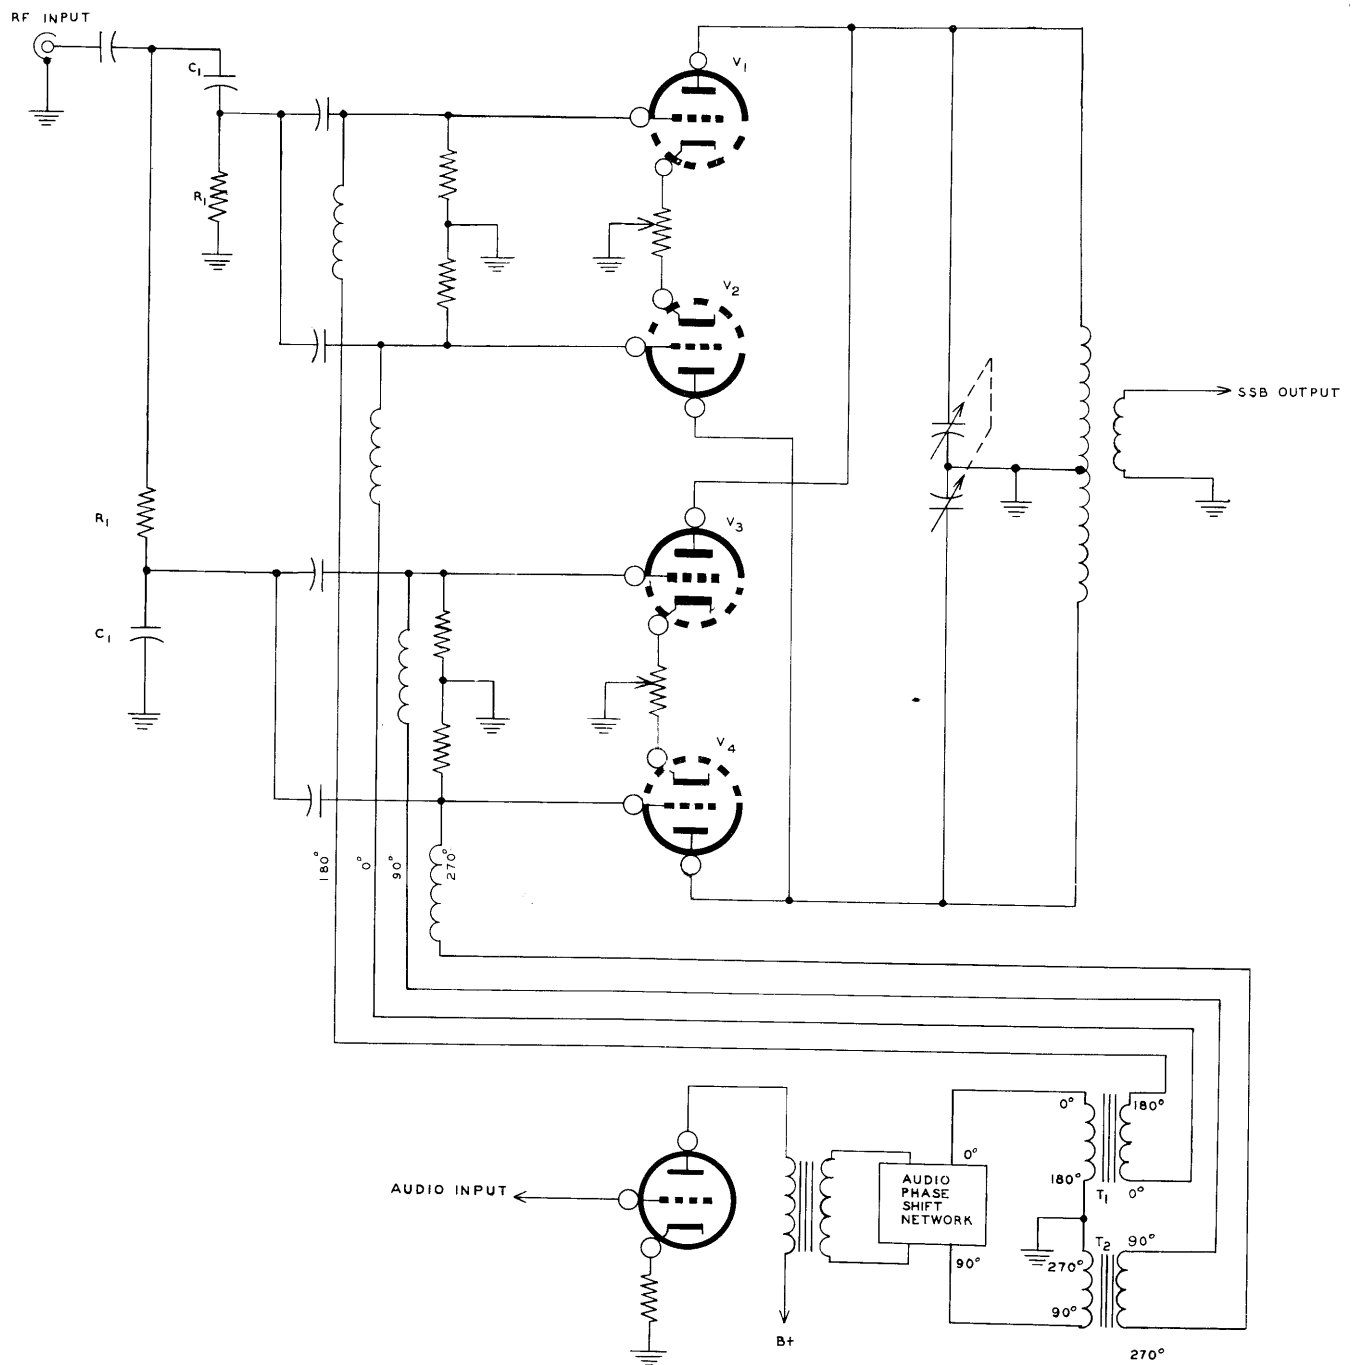 RF INPUT
C1
R1
V1
V2
SSB OUTPUT
R1
V3
C1
V4
180°
0°
90°
270°
0°
180°
0°
180°
T1
0°
AUDIO INPUT
AUDIO
PHASE
SHIFT
NETWORK
T2
90°
90°
270°
90°
B+
270°